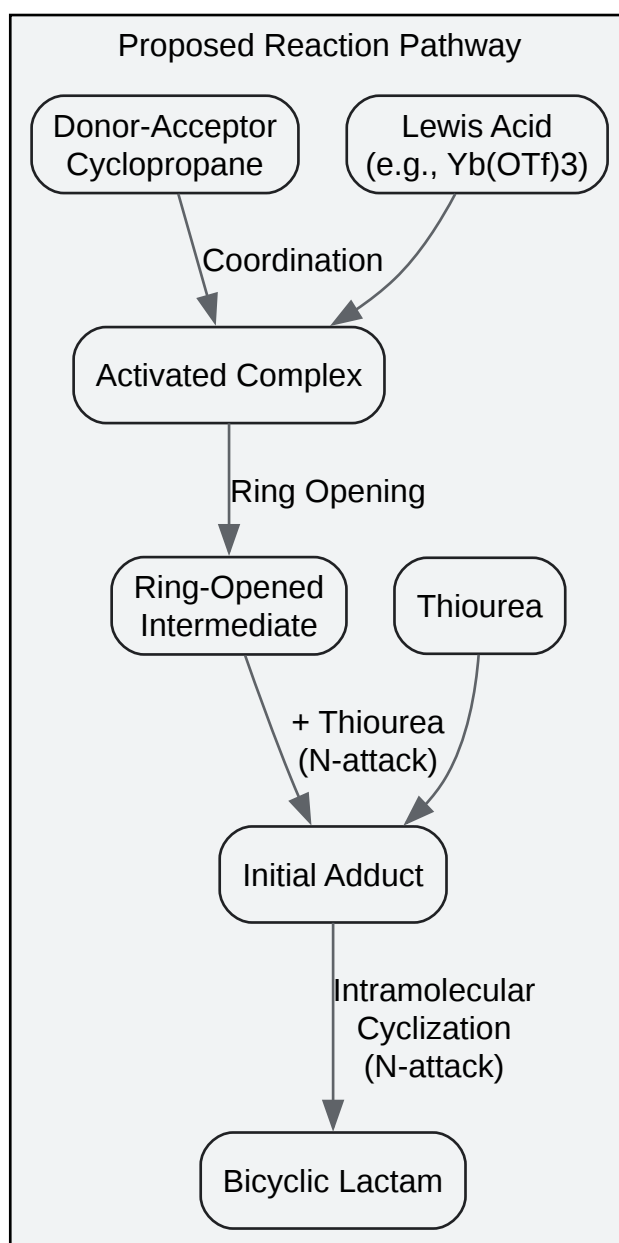 Proposed Reaction Pathway
Donor-Acceptor
Cyclopropane
Lewis Acid
(e.g., Yb(OTf)3)
Coordination
Activated Complex
Ring Opening
Ring-Opened
Intermediate
Thiourea
+ Thiourea
(N-attack)
Initial Adduct
Intramolecular
Cyclization
(N-attack)
Bicyclic Lactam